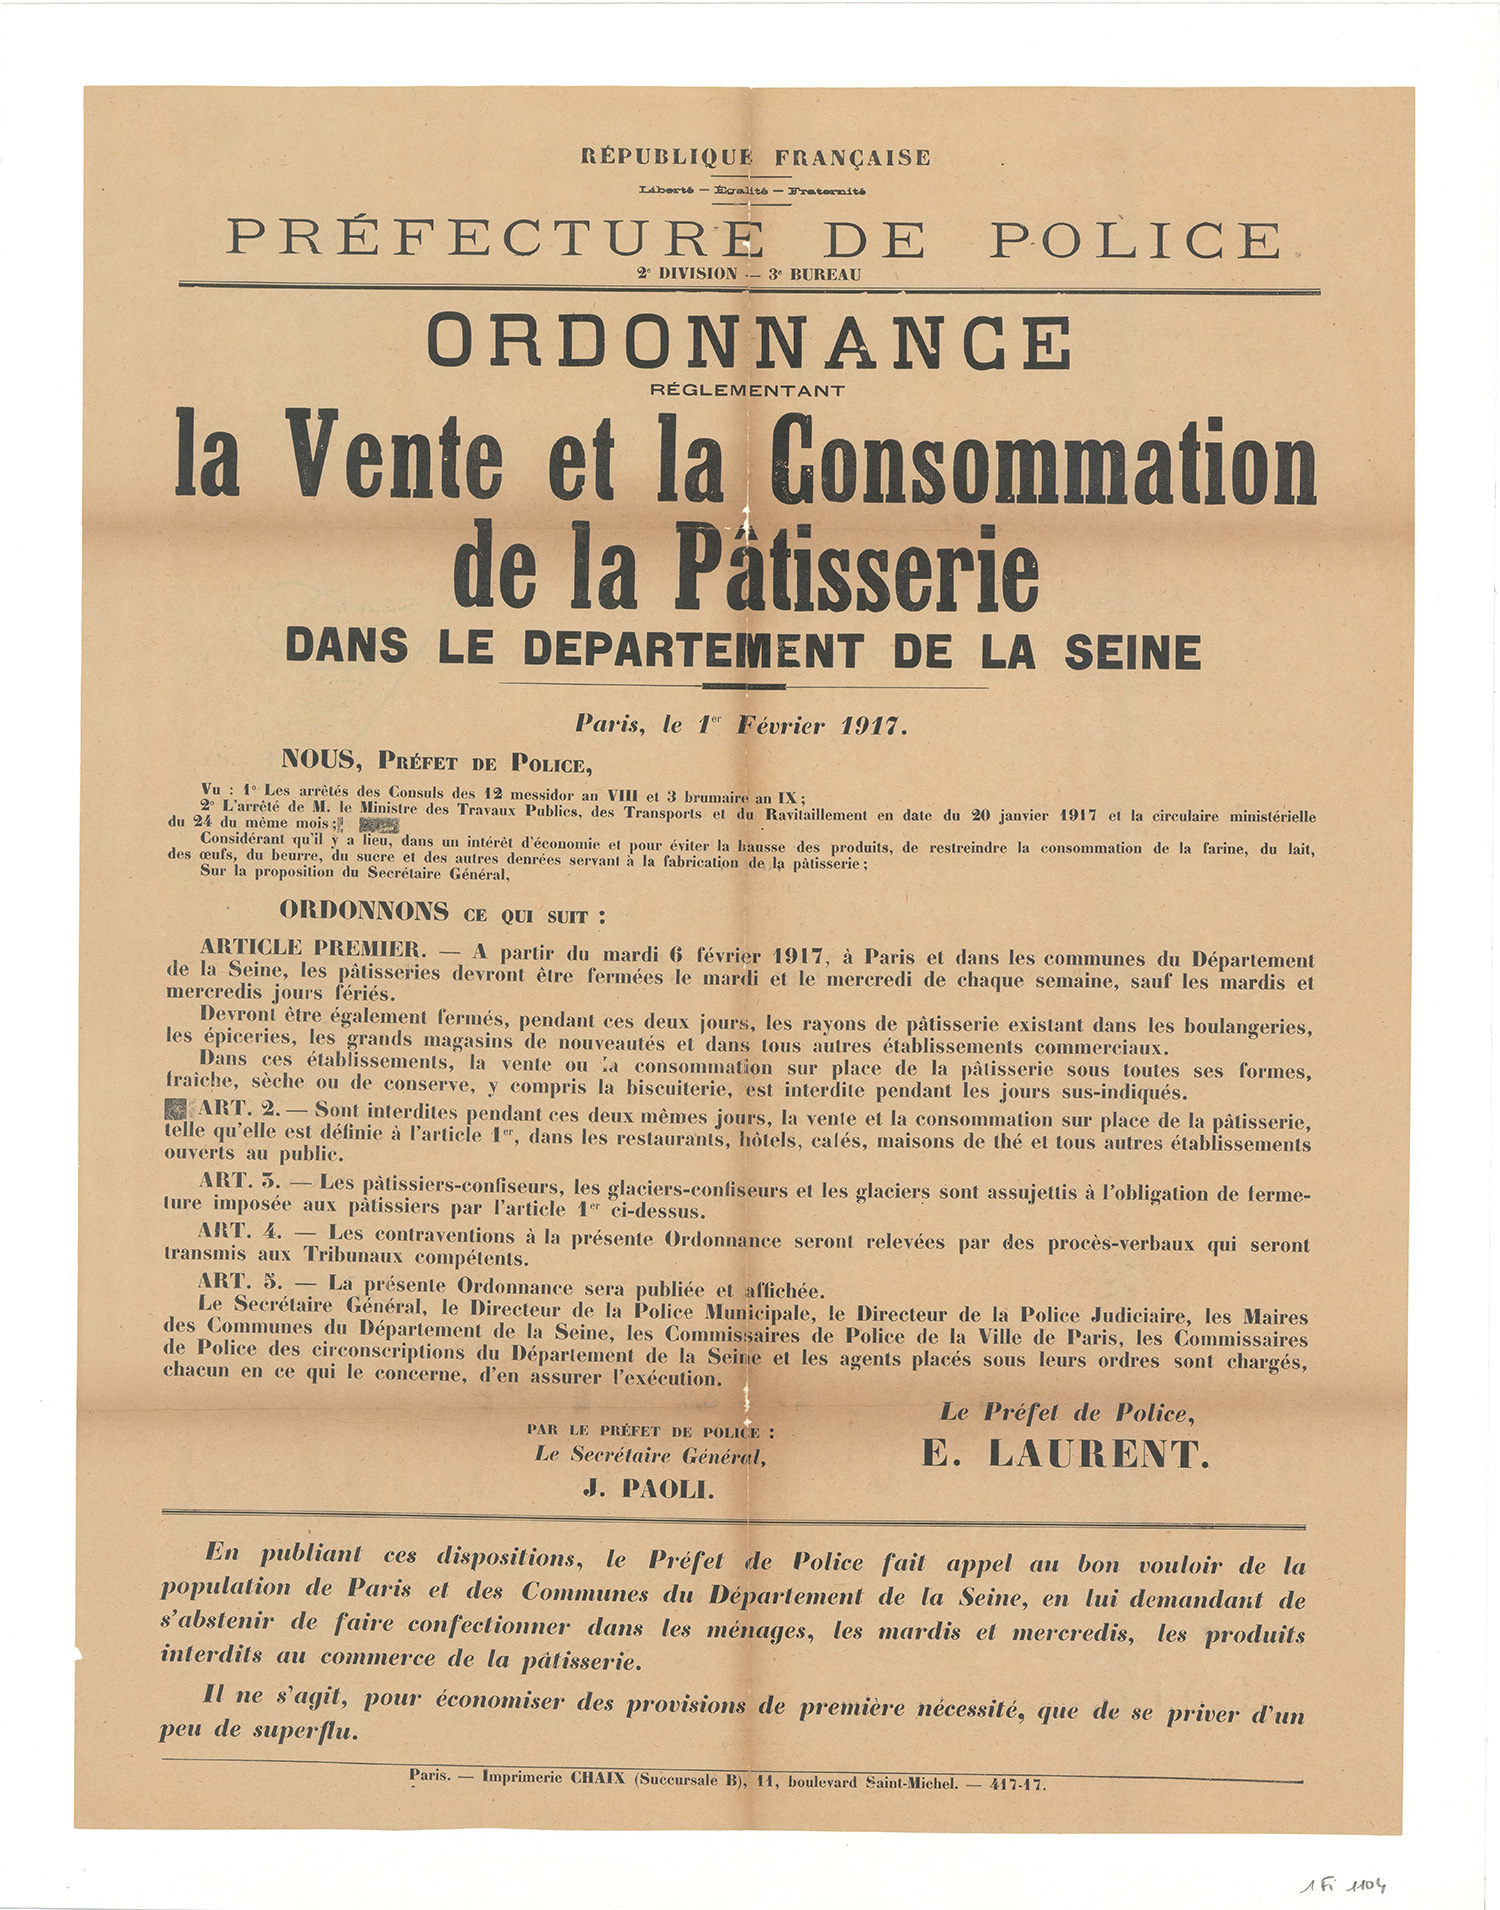 RÉPUBLIQUE FRANÇAISE
Liberté — Égalité — Fraternité
PRÉFECTURE DE POLICE
2e DIVISION — 3e BUREAU
ORDONNANCE
RÉGLEMENTANT
la Vente et la Consommation
de la Pâtisserie
DANS LE DEPARTEMENT DE LA SEINE
Paris, le 1er Février 1917.
NOUS, PRÉFET DE POLICE,
Vu : 1° Les arrêtés des Consuls des 12 messidor an VIII et 3 brumaire an IX ;
2° L'arrêté de M. le Ministre des Travaux Publics, des Transports et du Ravitaillement en date du 20 janvier 1917 et la circulaire ministérielle
du 24 du même mois ;
Considérant qu'il y a lieu, dans un intérêt d'économie et pour éviter la hausse des produits, de restreindre la consommation de la farine, du lait,
des œufs, du beurre, du sucre et des autres denrées servant à la fabrication de la pâtisserie ;
Sur la proposition du Secrétaire Général,
ORDONNONS CE QUI SUIT :
ARTICLE PREMIER. — A partir du mardi 6 février 1917, à Paris et dans les communes du Département
de la Seine, les pâtisseries devront être fermées le mardi et le mercredi de chaque semaine, sauf les mardis et
mercredis jours fériés.
Devront être également fermés, pendant ces deux jours, les rayons de pâtisserie existant dans les boulangeries,
les épiceries, les grands magasins de nouveautés et dans tous autres établissements commerciaux.
Dans ces établissements, la vente ou la consommation sur place de la pâtisserie sous toutes ses formes,
fraîche, sèche ou de conserve, y compris la biscuiterie, est interdite pendant les jours sus-indiqués.
ART. 2. — Sont interdites pendant ces deux mêmes jours, la vente et la consommation sur place de la pâtisserie,
telle qu'elle est définie à l'article 1er, dans les restaurants, hôtels, cafés, maisons de thé et tous autres établissements
ouverts au public.
ART. 3. — Les pâtissiers-confiseurs, les glaciers-confiseurs et les glaciers sont assujettis à l'obligation de ferme-
ture imposée aux pâtissiers par l'article 1er ci-dessus.
ART. 4. — Les contraventions à la présente Ordonnance seront relevées par des procès-verbaux qui seront
transmis aux Tribunaux compétents.
ART. 5. — La présente Ordonnance sera publiée et affichée.
Le Secrétaire Général, le Directeur de la Police Municipale, le Directeur de la Police Judiciaire, les Maires
des Communes du Département de la Seine, les Commissaires de Police de la Ville de Paris, les Commissaires
de Police des circonscriptions du Département de la Seine et les agents placés sous leurs ordres sont chargés,
chacun en ce qui le concerne, d'en assurer l'exécution.
Le Préfet de Police,
E. LAURENT.
PAR LE PRÉFET DE POLICE :
Le Secrétaire Général,
J. PAOLI.
En publiant ces dispositions, le Préfet de Police fait appel au bon vouloir de la
population de Paris et des Communes du Département de la Seine, en lui demandant de
s'abstenir de faire confectionner dans les ménages, les mardis et mercredis, les produits
interdits au commerce de la pâtisserie.
Il ne s'agit, pour économiser des provisions de première nécessité, que de se priver d'un
peu de superflu.
Paris. — Imprimerie CHAIX (Succursale B), 11, boulevard Saint-Michel. — 417-17.
1 Fi 1104